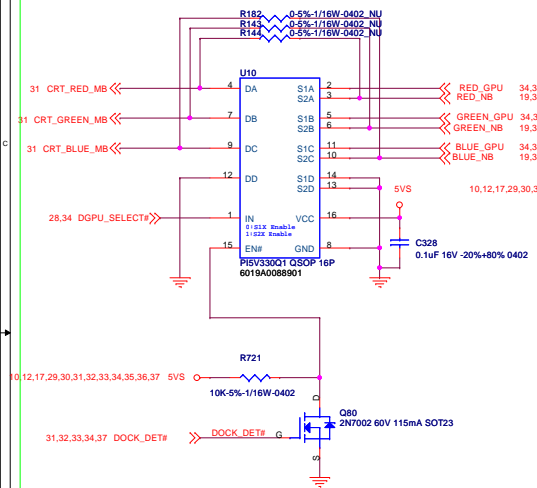 R182 0-5%-1/16W-0402_NU
R143 0-5%-1/16W-0402_NU
R144 0-5%-1/16W-0402_NU
U10
31 CRT_RED_MB 4 DA S1A 2 RED_GPU 34,3
S2A 3 RED_NB 19,3
31 CRT_GREEN_MB 7 DB S1B 5 GREEN_GPU 34,3
S2B 6 GREEN_NB 19,3
C
31 CRT_BLUE_MB 9 DC S1C 11 BLUE_GPU 34,3
S2C 10 BLUE_NB 19,3
12 DD S1D 14
S2D 13 5VS 10,12,17,29,30,3
28,34 DGPU_SELECT# 1 IN VCC 16
0:S1X Enable
1:S2X Enable
15 EN# GND 8 C328
0.1uF 16V -20%+80% 0402
PI5V330Q1 QSOP 16P
6019A0088901
R721
10,12,17,29,30,31,32,33,34,35,36,37 5VS
10K-5%-1/16W-0402
D
Q80
2N7002 60V 115mA SOT23
31,32,33,34,37 DOCK_DET# DOCK_DET# G
S